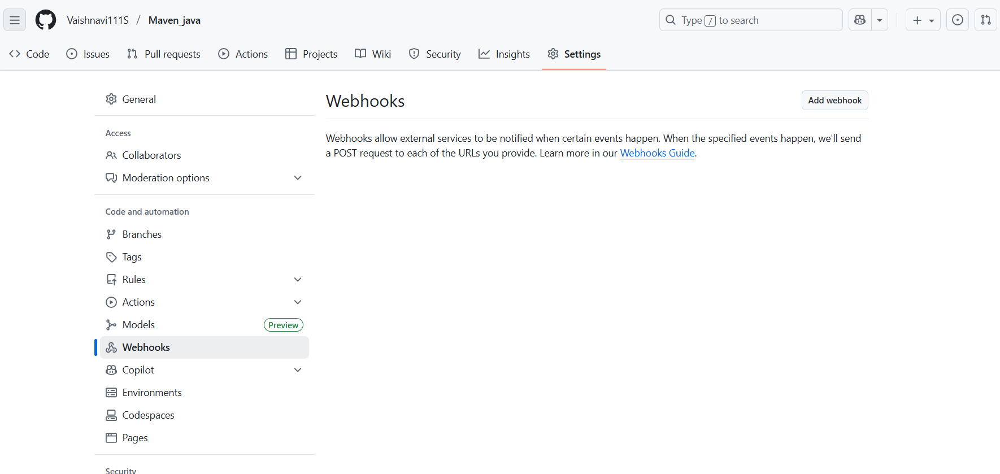 Vaishnavi111S / Maven_java
Type / to search
Code Issues Pull requests Actions Projects Wiki Security Insights Settings
General
Access
Collaborators
Moderation options
Code and automation
Branches
Tags
Rules
Actions
Models Preview
Webhooks
Copilot
Environments
Codespaces
Pages
Security
Webhooks
Add webhook
Webhooks allow external services to be notified when certain events happen. When the specified events happen, we'll send
a POST request to each of the URLs you provide. Learn more in our Webhooks Guide.